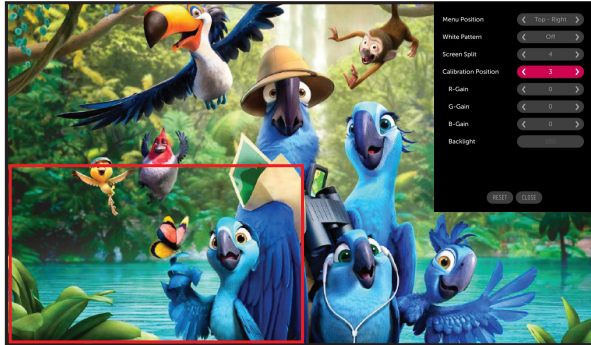 Menu Position < Top - Right >
White Pattern < Off >
Screen Split < 4 >
Calibration Position < 3 >
R-Gain < 0 >
G-Gain < 0 >
B-Gain < 0 >
Backlight
RESET CLOSE